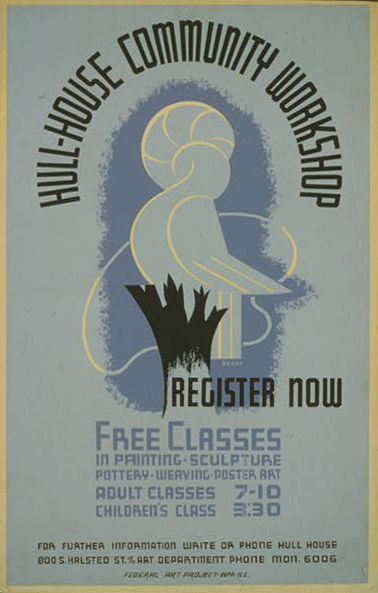 HULL-HOUSE COMMUNITY WORKSHOP
REGISTER NOW
FREE CLASSES
IN PAINTING-SCULPTURE
POTTERY-WEAVING-POSTER ART
ADULT CLASSES 7-10
CHILDREN'S CLASS 3:30
FOR FURTHER INFORMATION WRITE OR PHONE HULL HOUSE
800 S. HALSTED ST. % ART DEPARTMENT PHONE MON. 6006
FEDERAL ART PROJECT-WPA ILL.